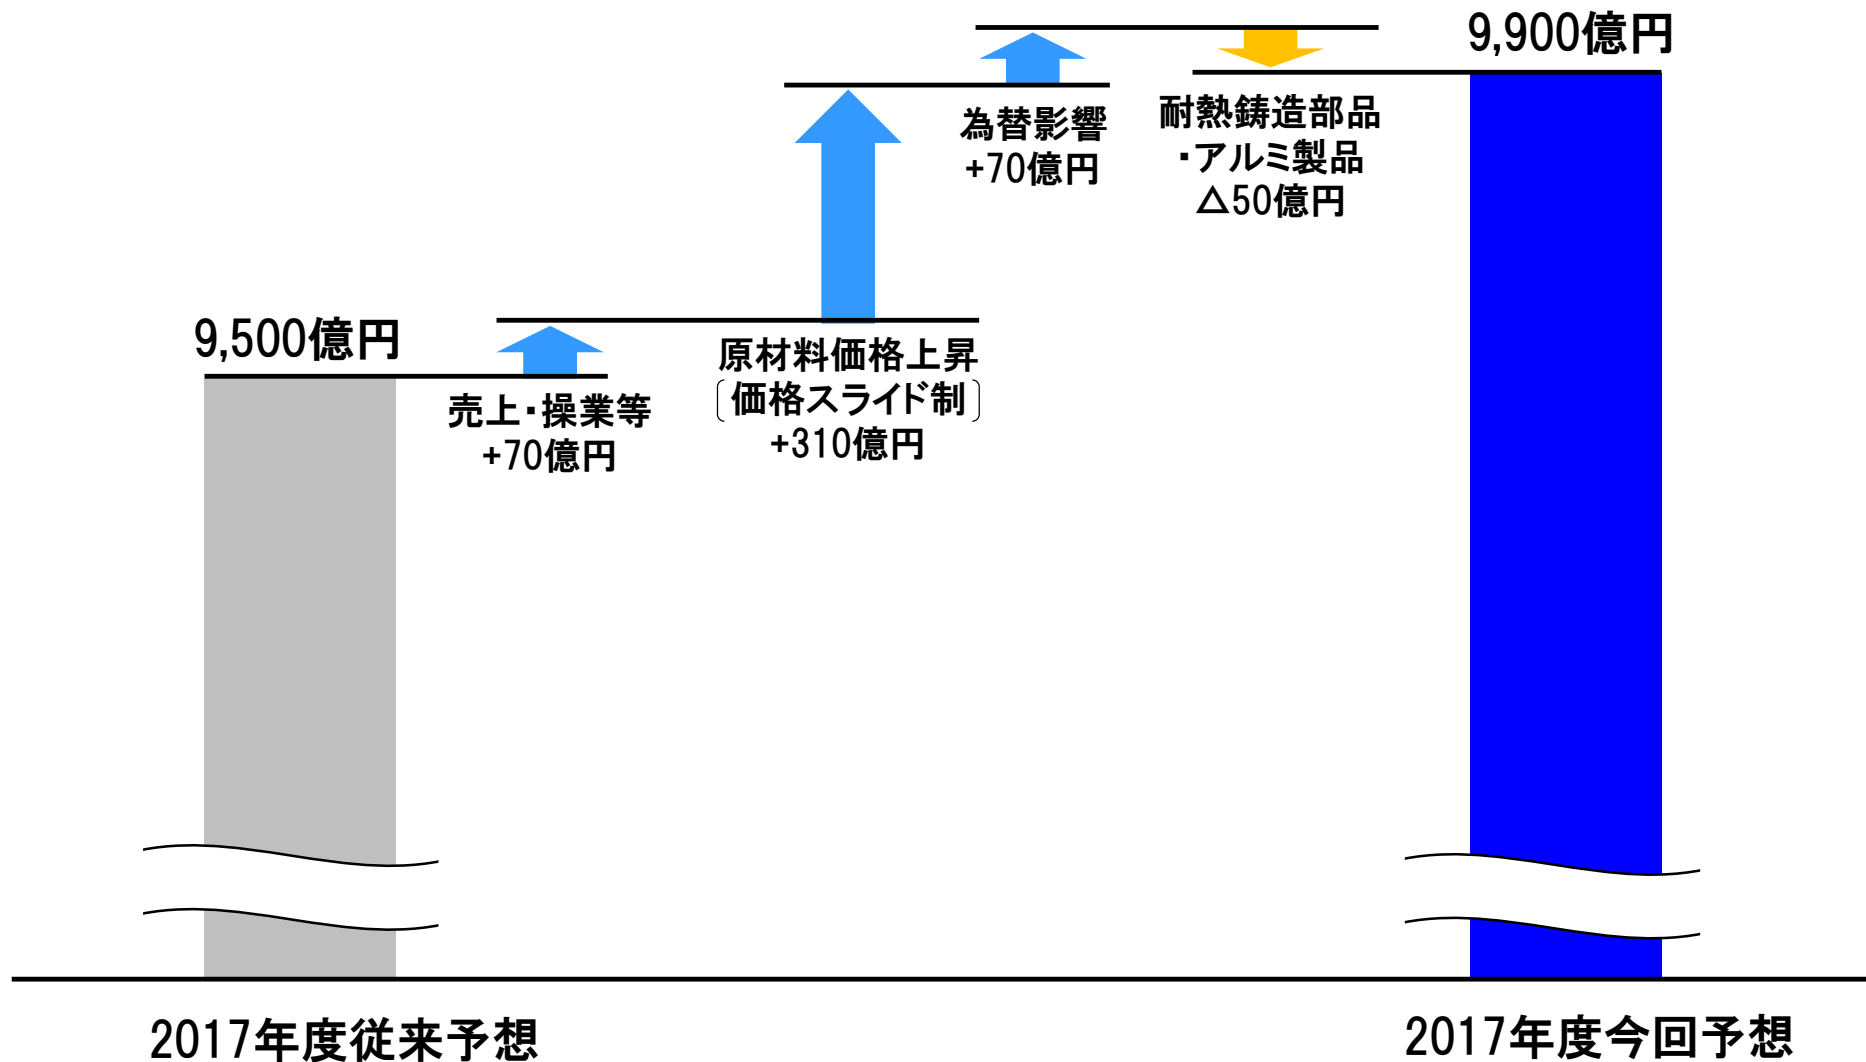 9,500億円
売上・操業等
+70億円
原材料価格上昇
[価格スライド制]
+310億円
為替影響
+70億円
耐熱鋳造部品
・アルミ製品
△50億円
9,900億円
2017年度従来予想
2017年度今回予想